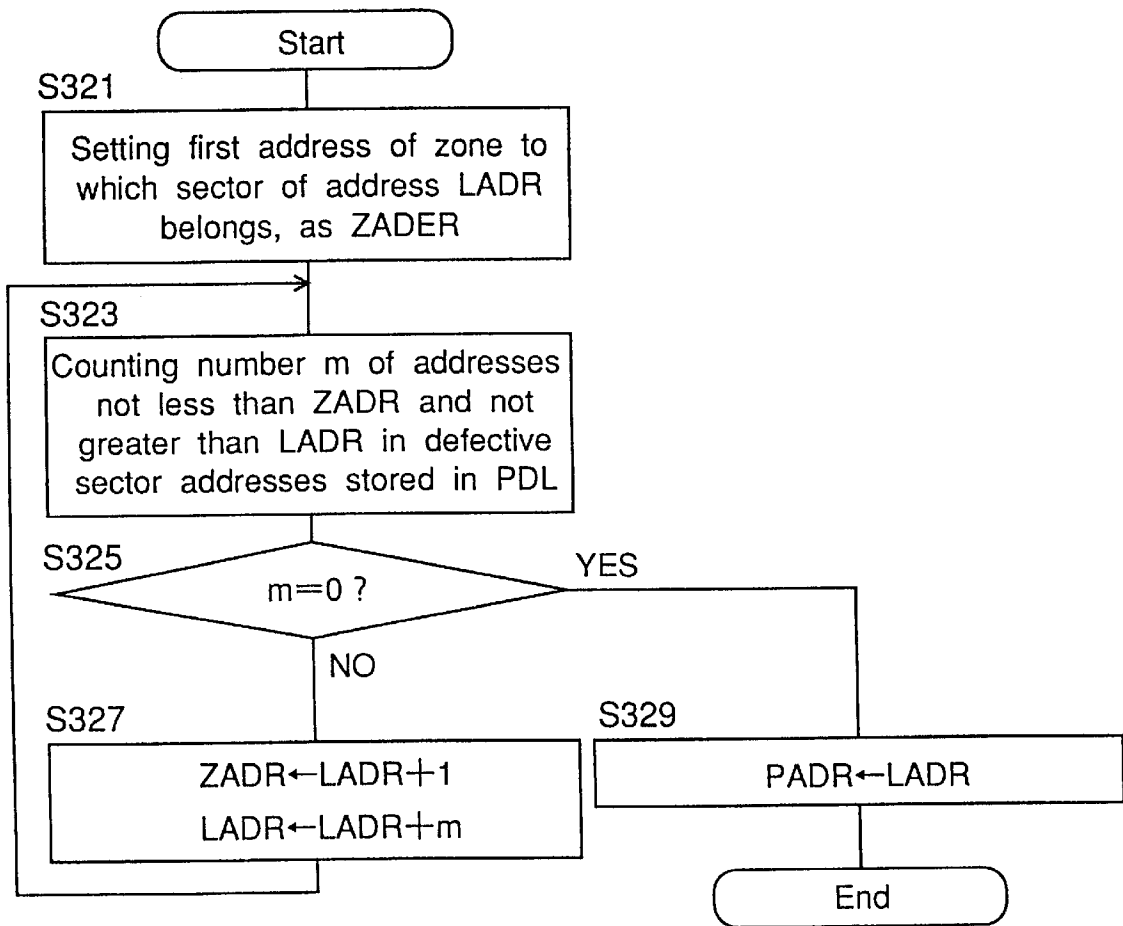 Start
S321
Setting first address of zone to
which sector of address LADR
belongs, as ZADER
S323
Counting number m of addresses
not less than ZADR and not
greater than LADR in defective
sector addresses stored in PDL
S325
m=0 ?
YES
NO
S327
ZADR←LADR+1
LADR←LADR+m
S329
PADR←LADR
End